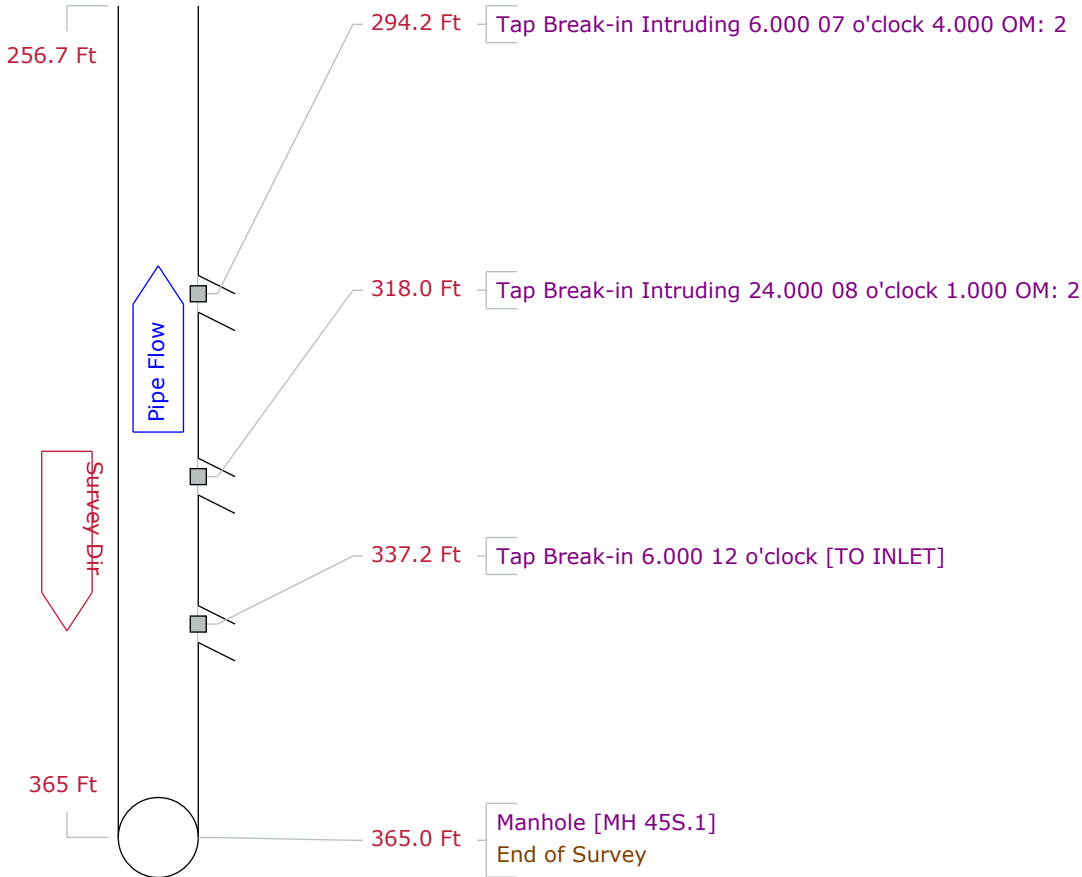 256.7 Ft
294.2 Ft
Tap Break-in Intruding 6.000 07 o'clock 4.000 OM: 2
318.0 Ft
Tap Break-in Intruding 24.000 08 o'clock 1.000 OM: 2
Pipe Flow
Survey Dir
337.2 Ft
Tap Break-in 6.000 12 o'clock [TO INLET]
365 Ft
365.0 Ft
Manhole [MH 45S.1]
End of Survey